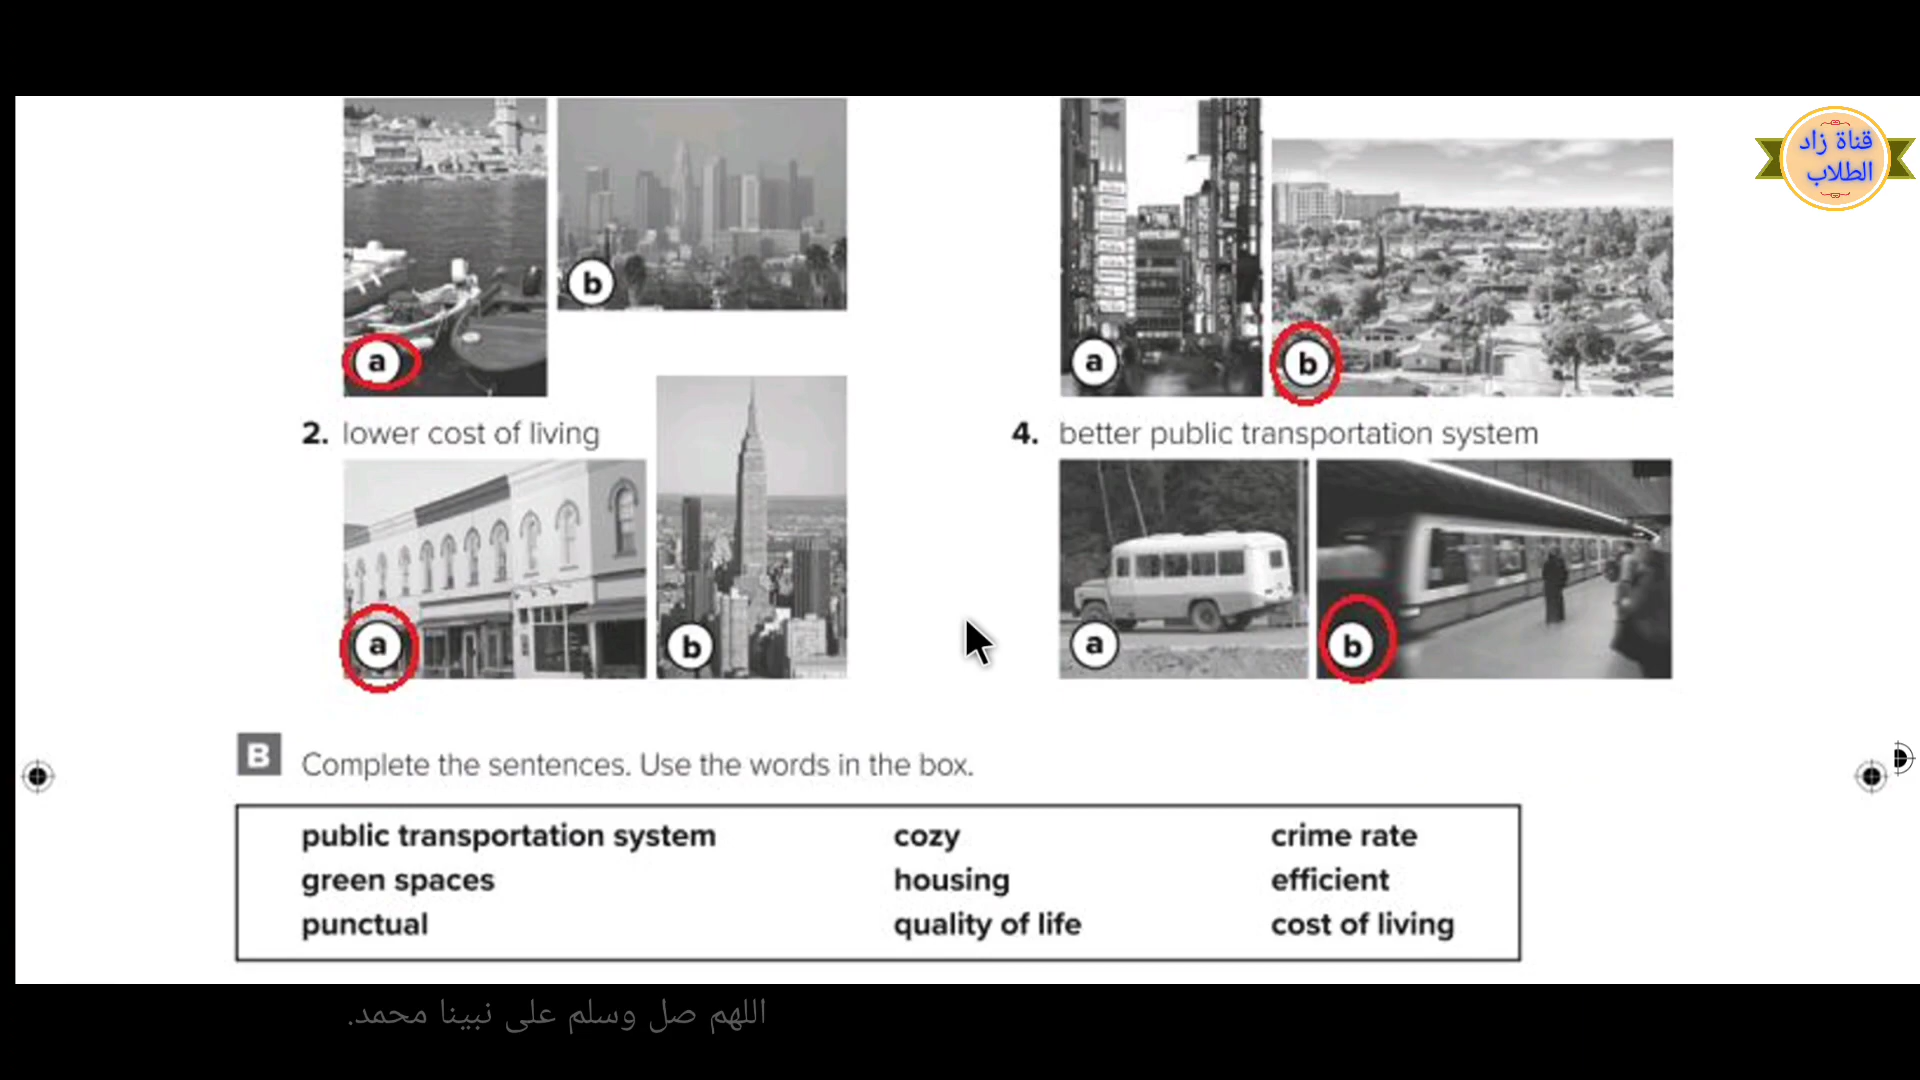 قناة زاد
الطلاب
a
b
a
b
2. lower cost of living
4. better public transportation system
a
b
a
b
B Complete the sentences. Use the words in the box.
public transportation system cozy crime rate
green spaces housing efficient
punctual quality of life cost of living
اللهم صل وسلم على نبينا محمد.